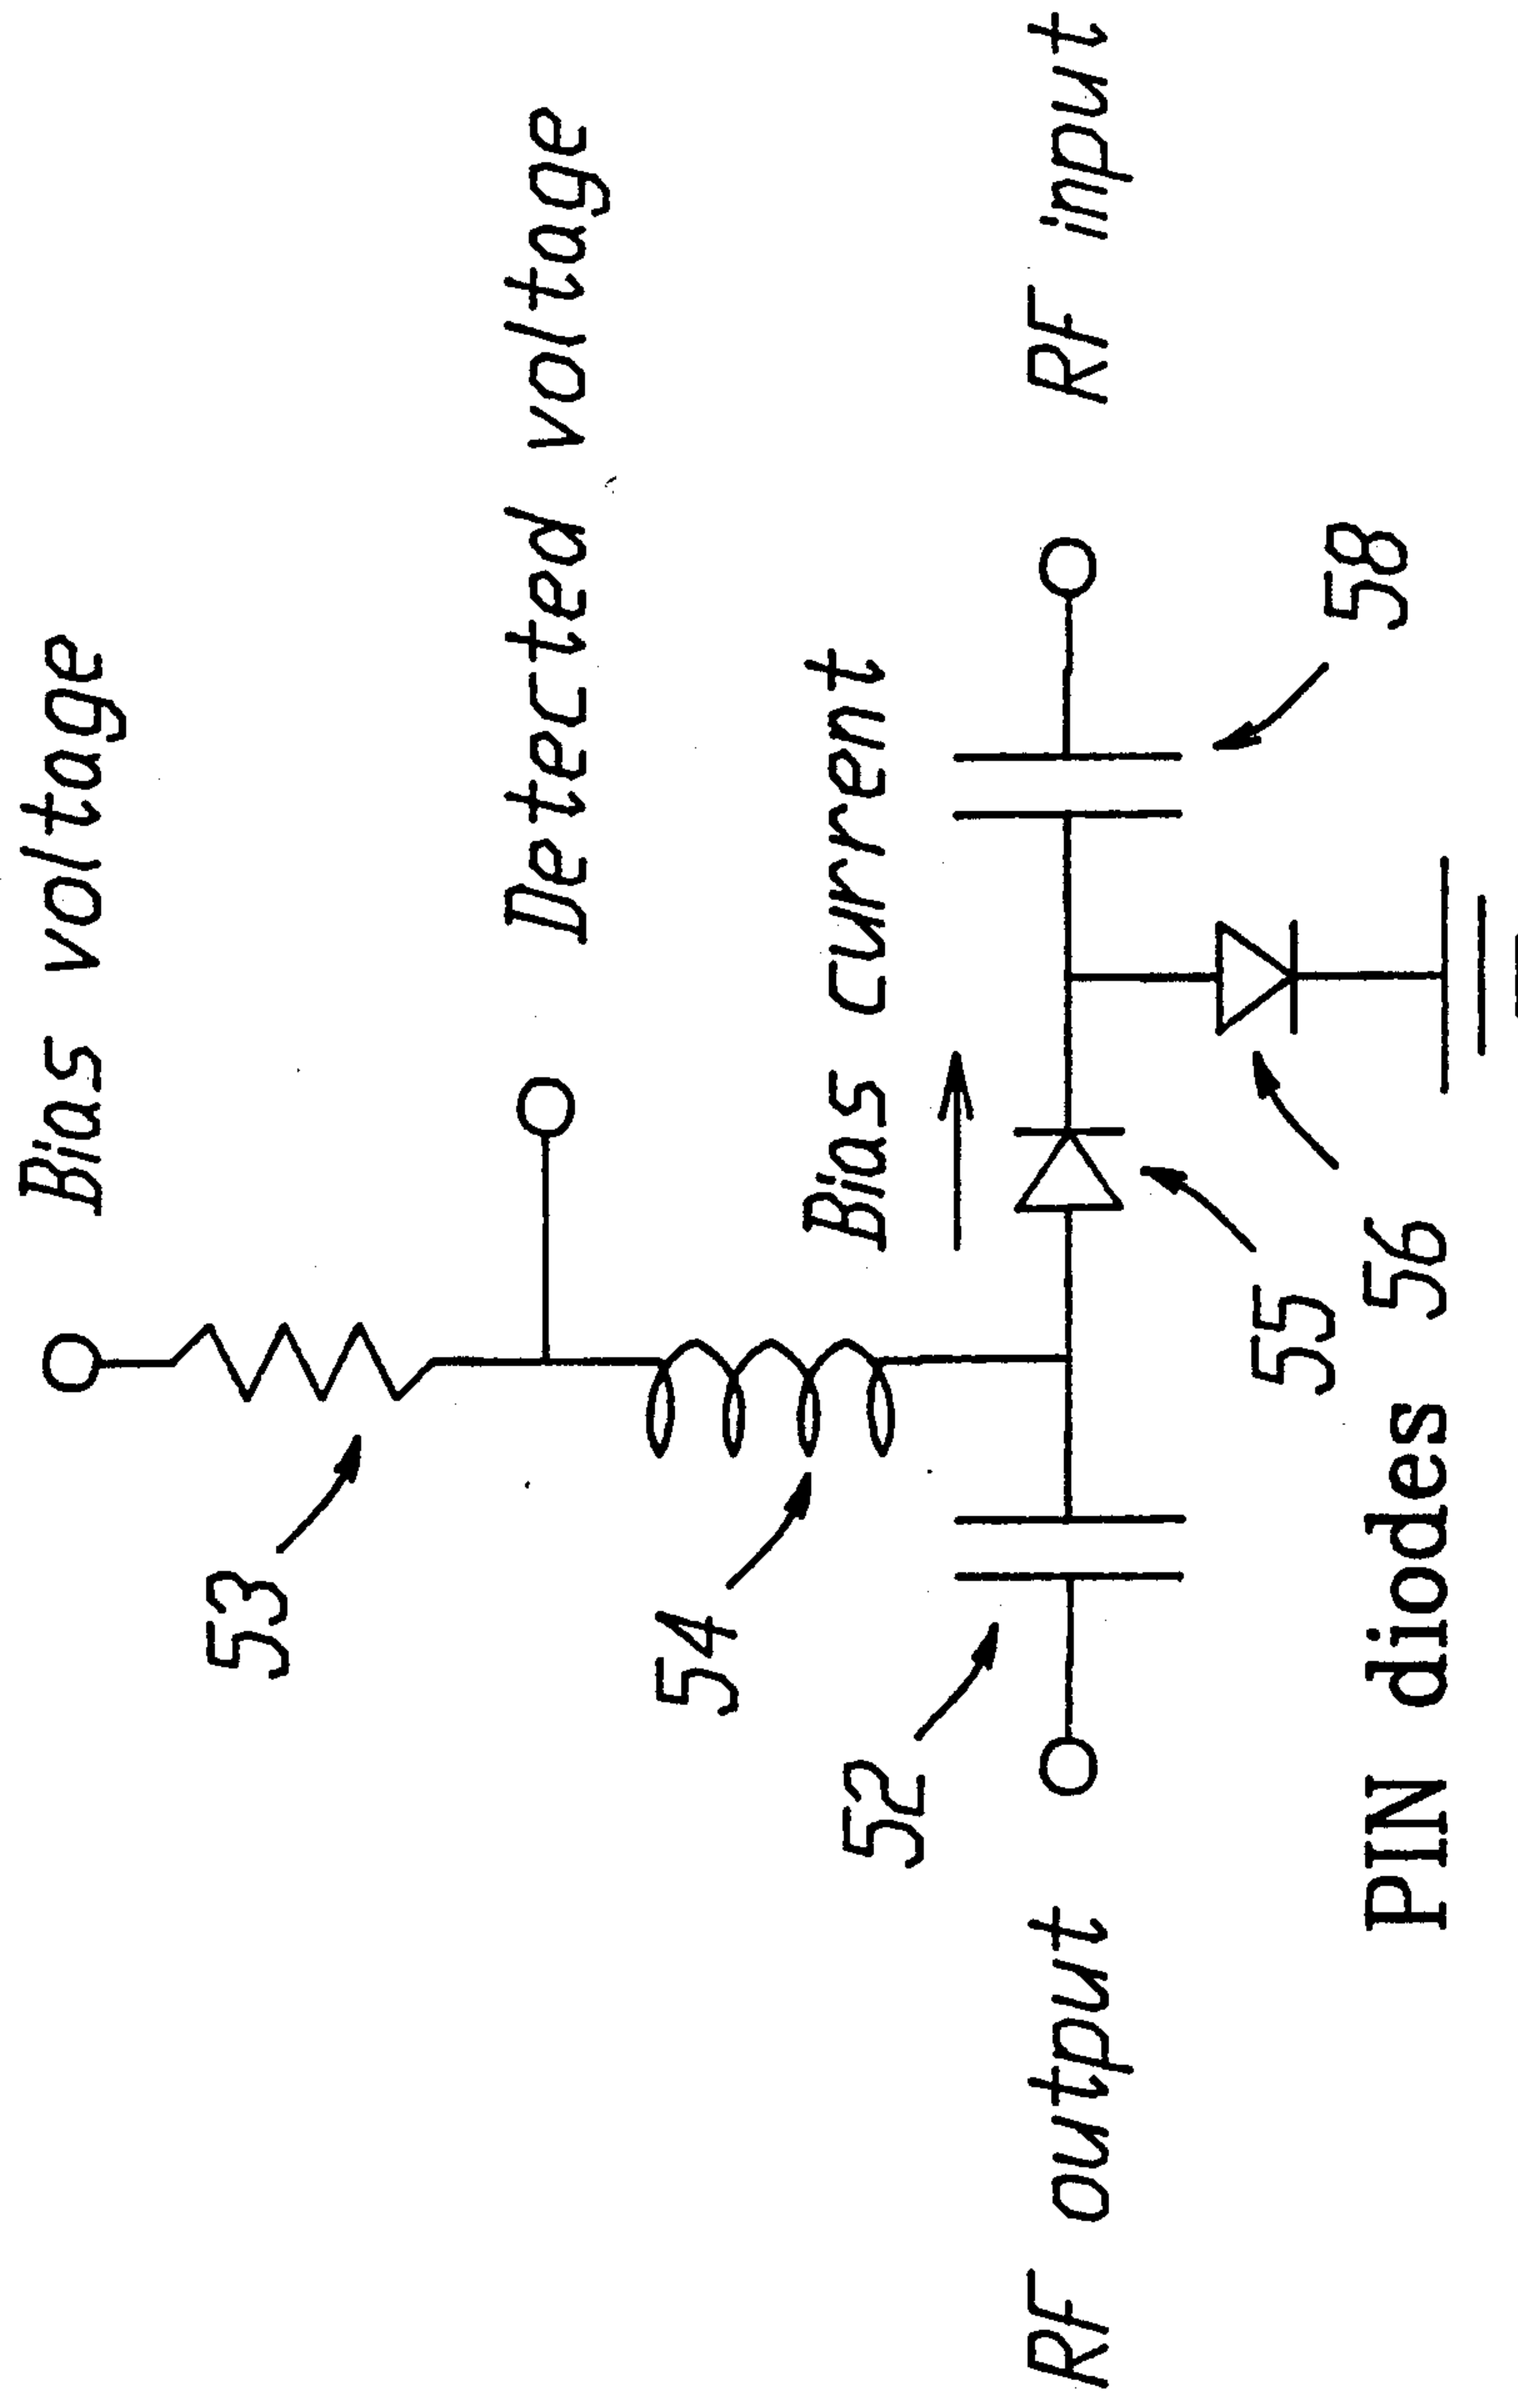 Bias voltage
53
Detected voltage
54
Bias current
52
RF output
RF input
58
55
56
PIN diodes